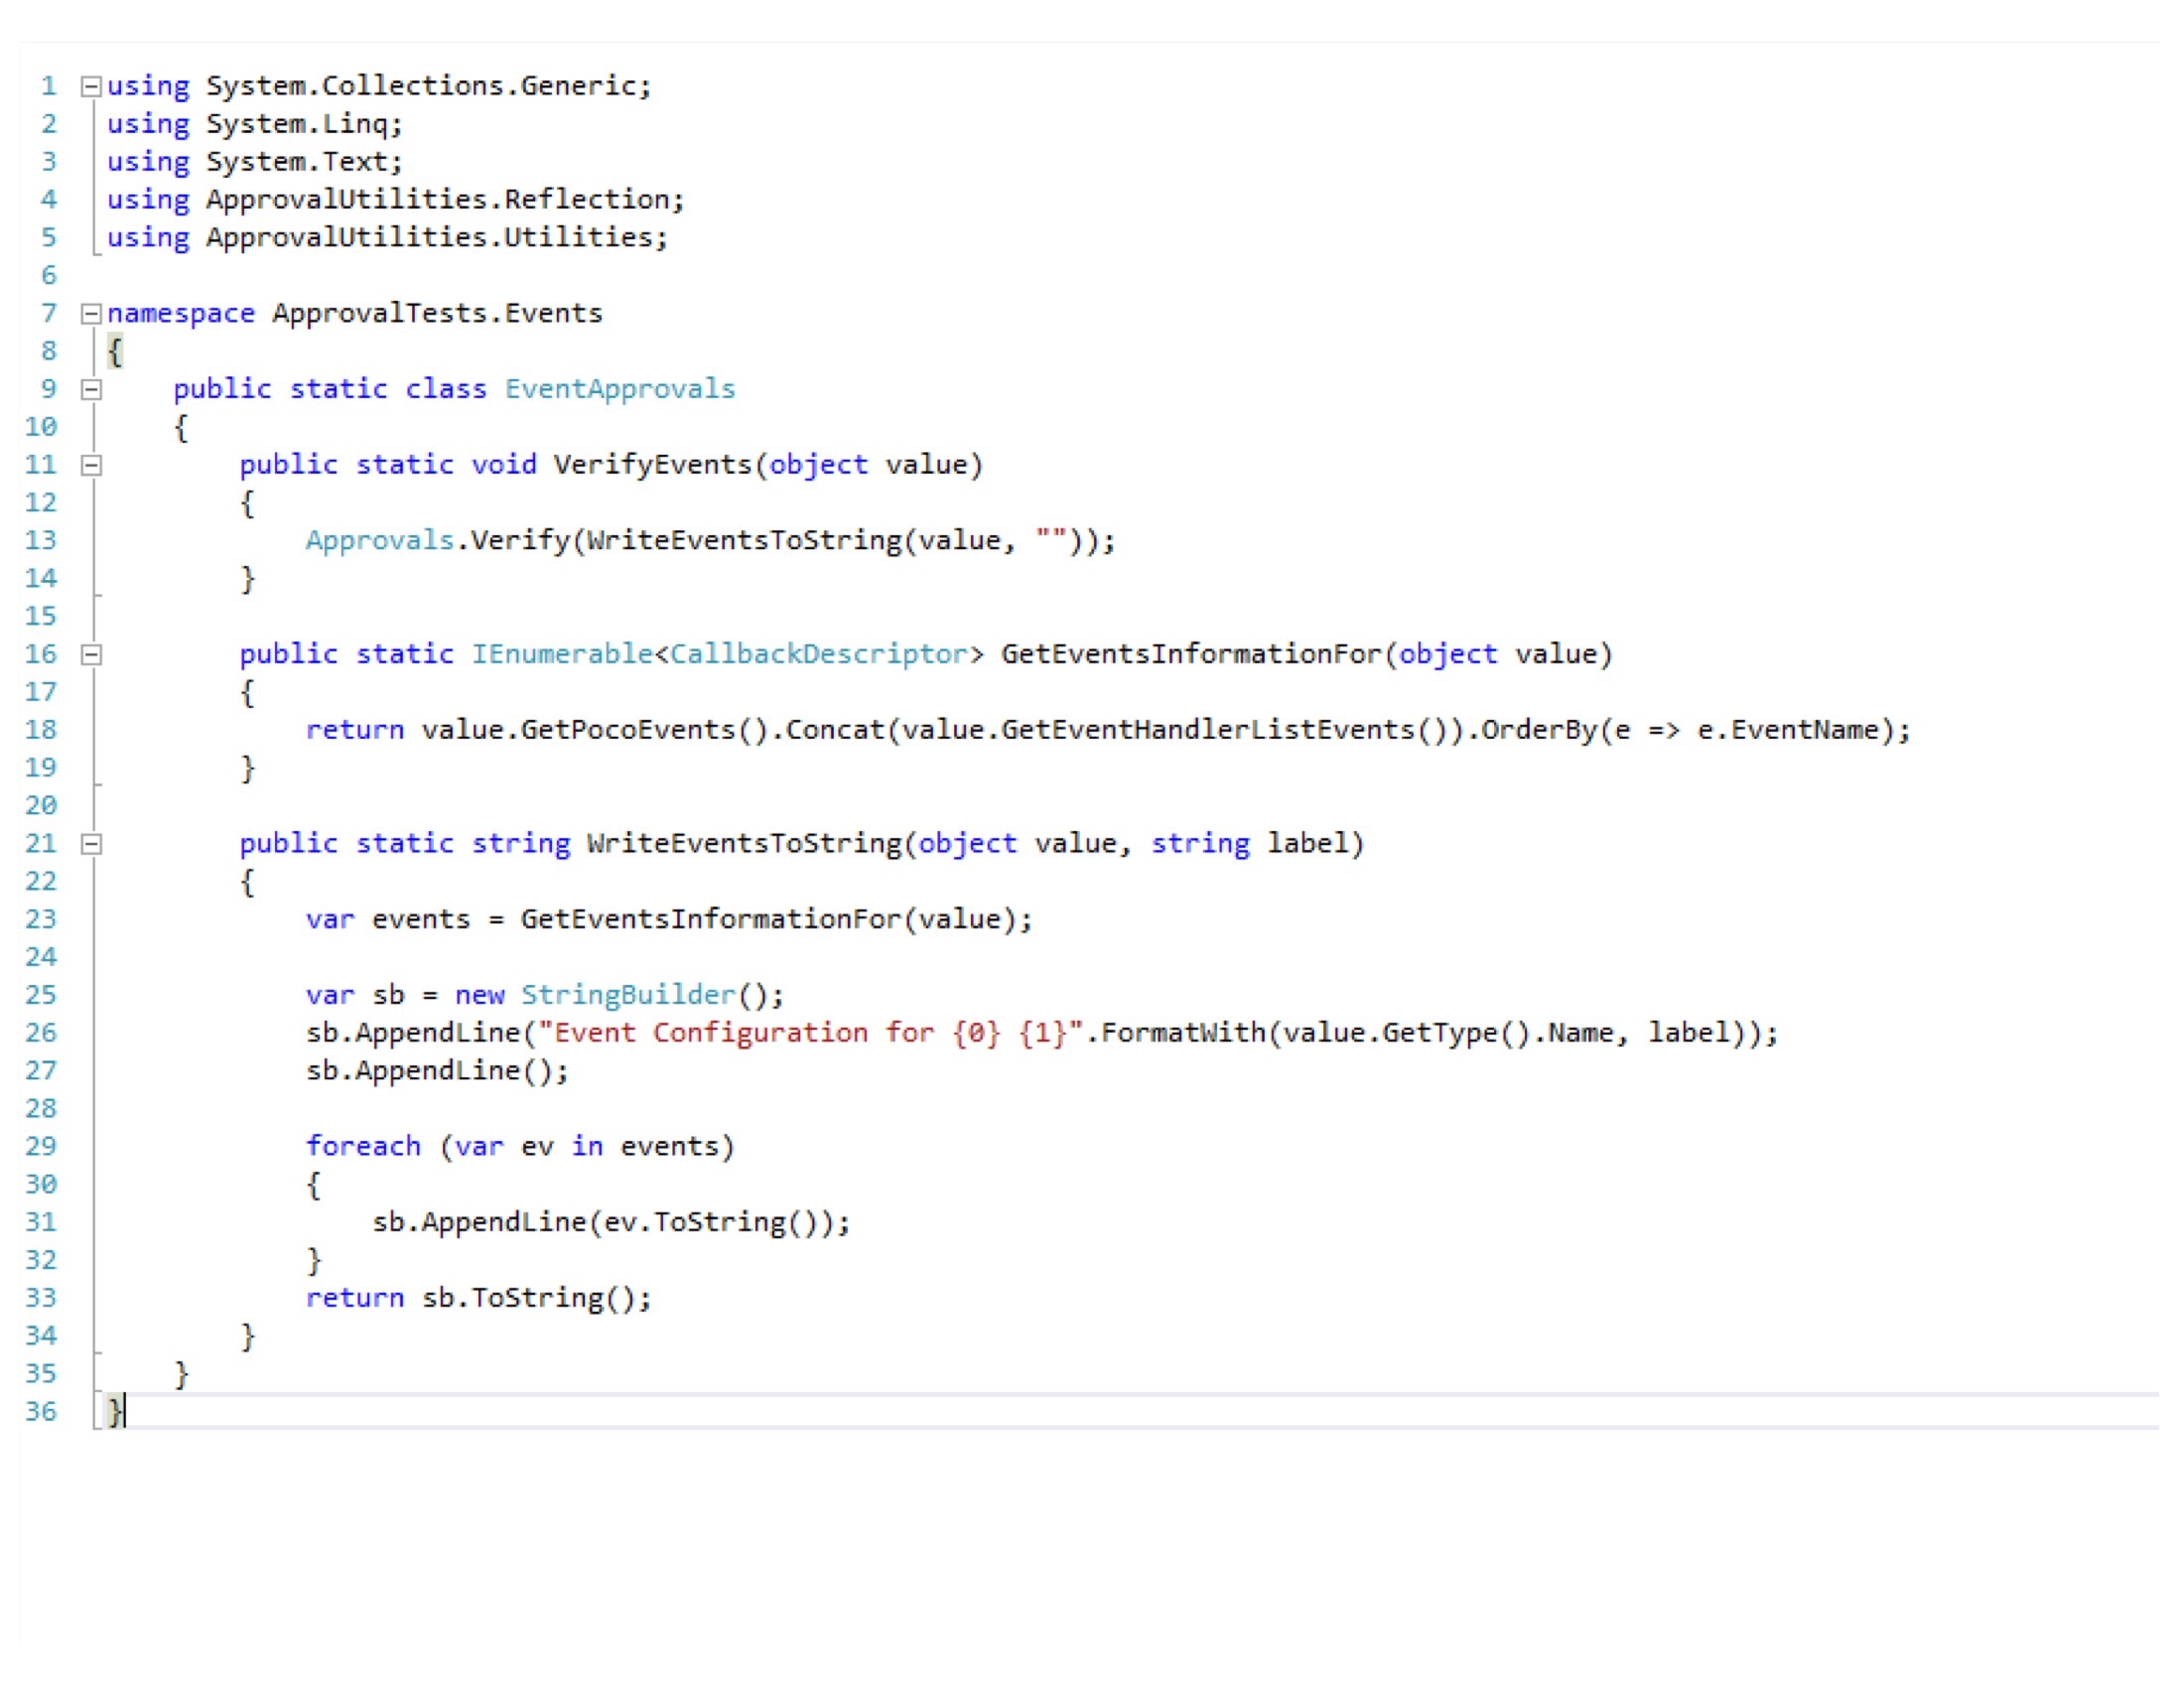 1 using System.Collections.Generic;
2 using System.Linq;
3 using System.Text;
4 using ApprovalUtilities.Reflection;
5 using ApprovalUtilities.Utilities;
6
7 namespace ApprovalTests.Events
8 {
9     public static class EventApprovals
10     {
11         public static void VerifyEvents(object value)
12         {
13             Approvals.Verify(WriteEventsToString(value, ""));
14         }
15
16         public static IEnumerable<CallbackDescriptor> GetEventsInformationFor(object value)
17         {
18             return value.GetPocoEvents().Concat(value.GetEventHandlerListEvents()).OrderBy(e => e.EventName);
19         }
20
21         public static string WriteEventsToString(object value, string label)
22         {
23             var events = GetEventsInformationFor(value);
24
25             var sb = new StringBuilder();
26             sb.AppendLine("Event Configuration for {0} {1}".FormatWith(value.GetType().Name, label));
27             sb.AppendLine();
28
29             foreach (var ev in events)
30             {
31                 sb.AppendLine(ev.ToString());
32             }
33             return sb.ToString();
34         }
35     }
36 }